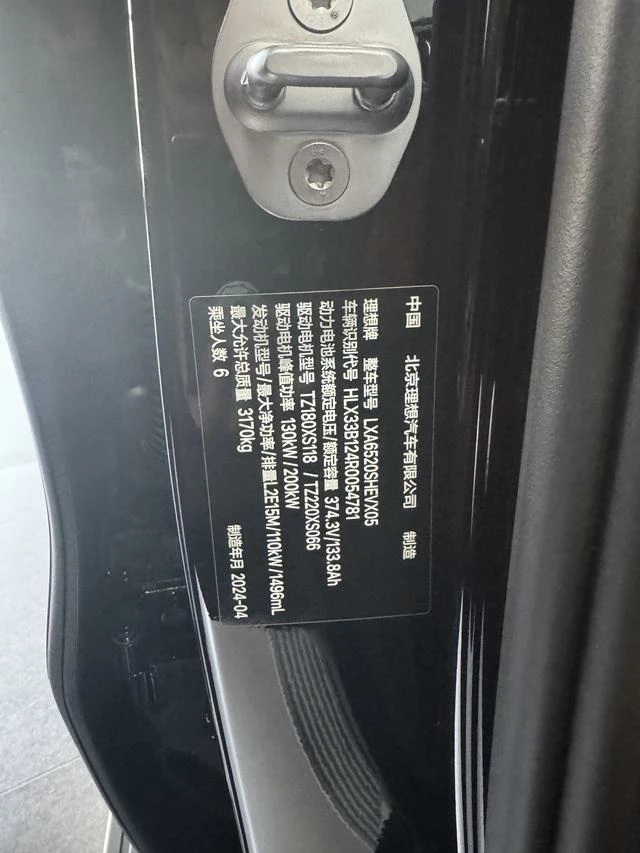 中国 北京理想汽车有限公司 制造
理想牌 整车型号 LXA6520SHEVX05
车辆识别代号 HLX33B124R0054781
动力电池系统额定电压/额定容量 374.3V/133.8Ah
驱动电机型号 TZ180XS118 / TZ220XS066
驱动电机峰值功率 130kW/200kW
发动机型号/最大净功率/排量 L2E15M/110kW/1496mL
最大允许总质量 3170kg
乘坐人数 6 制造年月 2024-04